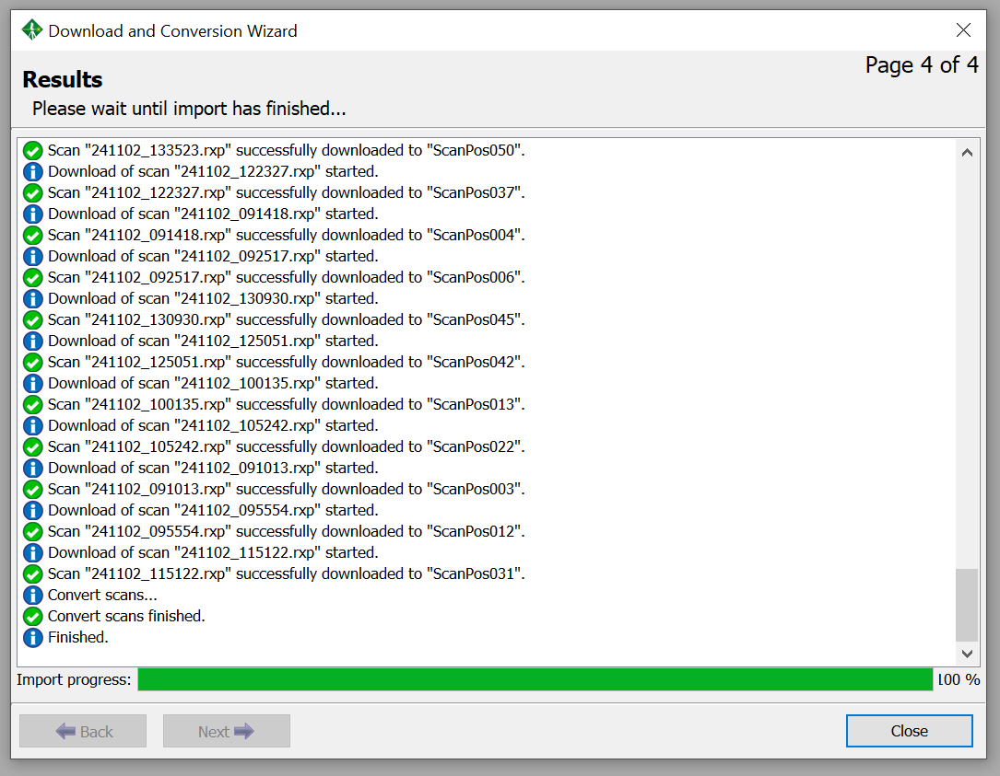 Download and Conversion Wizard
Page 4 of 4
Results
Please wait until import has finished...
Scan "241102_133523.rxp" successfully downloaded to "ScanPos050".
Download of scan "241102_122327.rxp" started.
Scan "241102_122327.rxp" successfully downloaded to "ScanPos037".
Download of scan "241102_091418.rxp" started.
Scan "241102_091418.rxp" successfully downloaded to "ScanPos004".
Download of scan "241102_092517.rxp" started.
Scan "241102_092517.rxp" successfully downloaded to "ScanPos006".
Download of scan "241102_130930.rxp" started.
Scan "241102_130930.rxp" successfully downloaded to "ScanPos045".
Download of scan "241102_125051.rxp" started.
Scan "241102_125051.rxp" successfully downloaded to "ScanPos042".
Download of scan "241102_100135.rxp" started.
Scan "241102_100135.rxp" successfully downloaded to "ScanPos013".
Download of scan "241102_105242.rxp" started.
Scan "241102_105242.rxp" successfully downloaded to "ScanPos022".
Download of scan "241102_091013.rxp" started.
Scan "241102_091013.rxp" successfully downloaded to "ScanPos003".
Download of scan "241102_095554.rxp" started.
Scan "241102_095554.rxp" successfully downloaded to "ScanPos012".
Download of scan "241102_115122.rxp" started.
Scan "241102_115122.rxp" successfully downloaded to "ScanPos031".
Convert scans...
Convert scans finished.
Finished.
Import progress: 100 %
Back Next Close